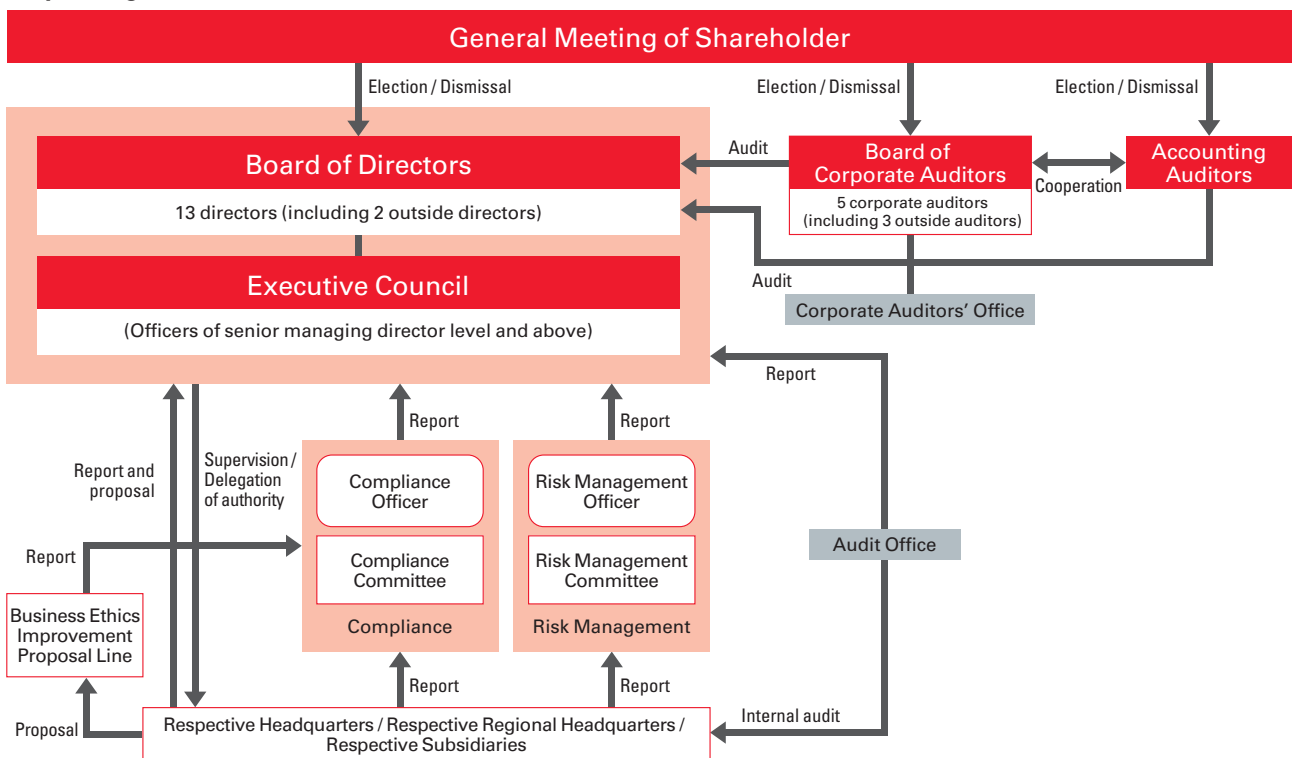 General Meeting of Shareholder
Election / Dismissal
Election / Dismissal
Election / Dismissal
Board of Directors
13 directors (including 2 outside directors)
Audit
Board of
Corporate Auditors
5 corporate auditors
(including 3 outside auditors)
Cooperation
Accounting
Auditors
Audit
Executive Council
(Officers of senior managing director level and above)
Corporate Auditors' Office
Report
Report
Report
Report and
proposal
Supervision /
Delegation
of authority
Compliance
Officer
Risk Management
Officer
Audit Office
Report
Compliance
Committee
Risk Management
Committee
Business Ethics
Improvement
Proposal Line
Compliance
Risk Management
Report
Report
Proposal
Internal audit
Respective Headquarters / Respective Regional Headquarters /
Respective Subsidiaries